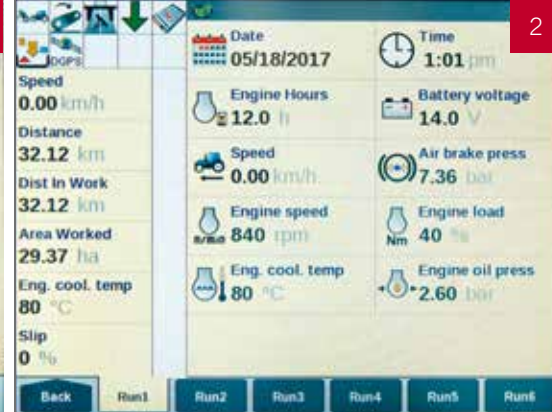 2
DGPS
Speed
0.00 km/h
Distance
32.12 km
Dist In Work
32.12 km
Area Worked
29.37 ha
Eng. cool. temp
80 °C
Slip
0 %
Date
05/18/2017
Time
1:01 pm
Engine Hours
12.0 h
Battery voltage
14.0 V
Speed
0.00 km/h
Air brake press
7.36 bar
Engine speed
n/min
840 rpm
Engine load
Nm
40 %
Eng. cool. temp
80 °C
Engine oil press
2.60 bar
Back
Run1
Run2
Run3
Run4
Run5
Run6